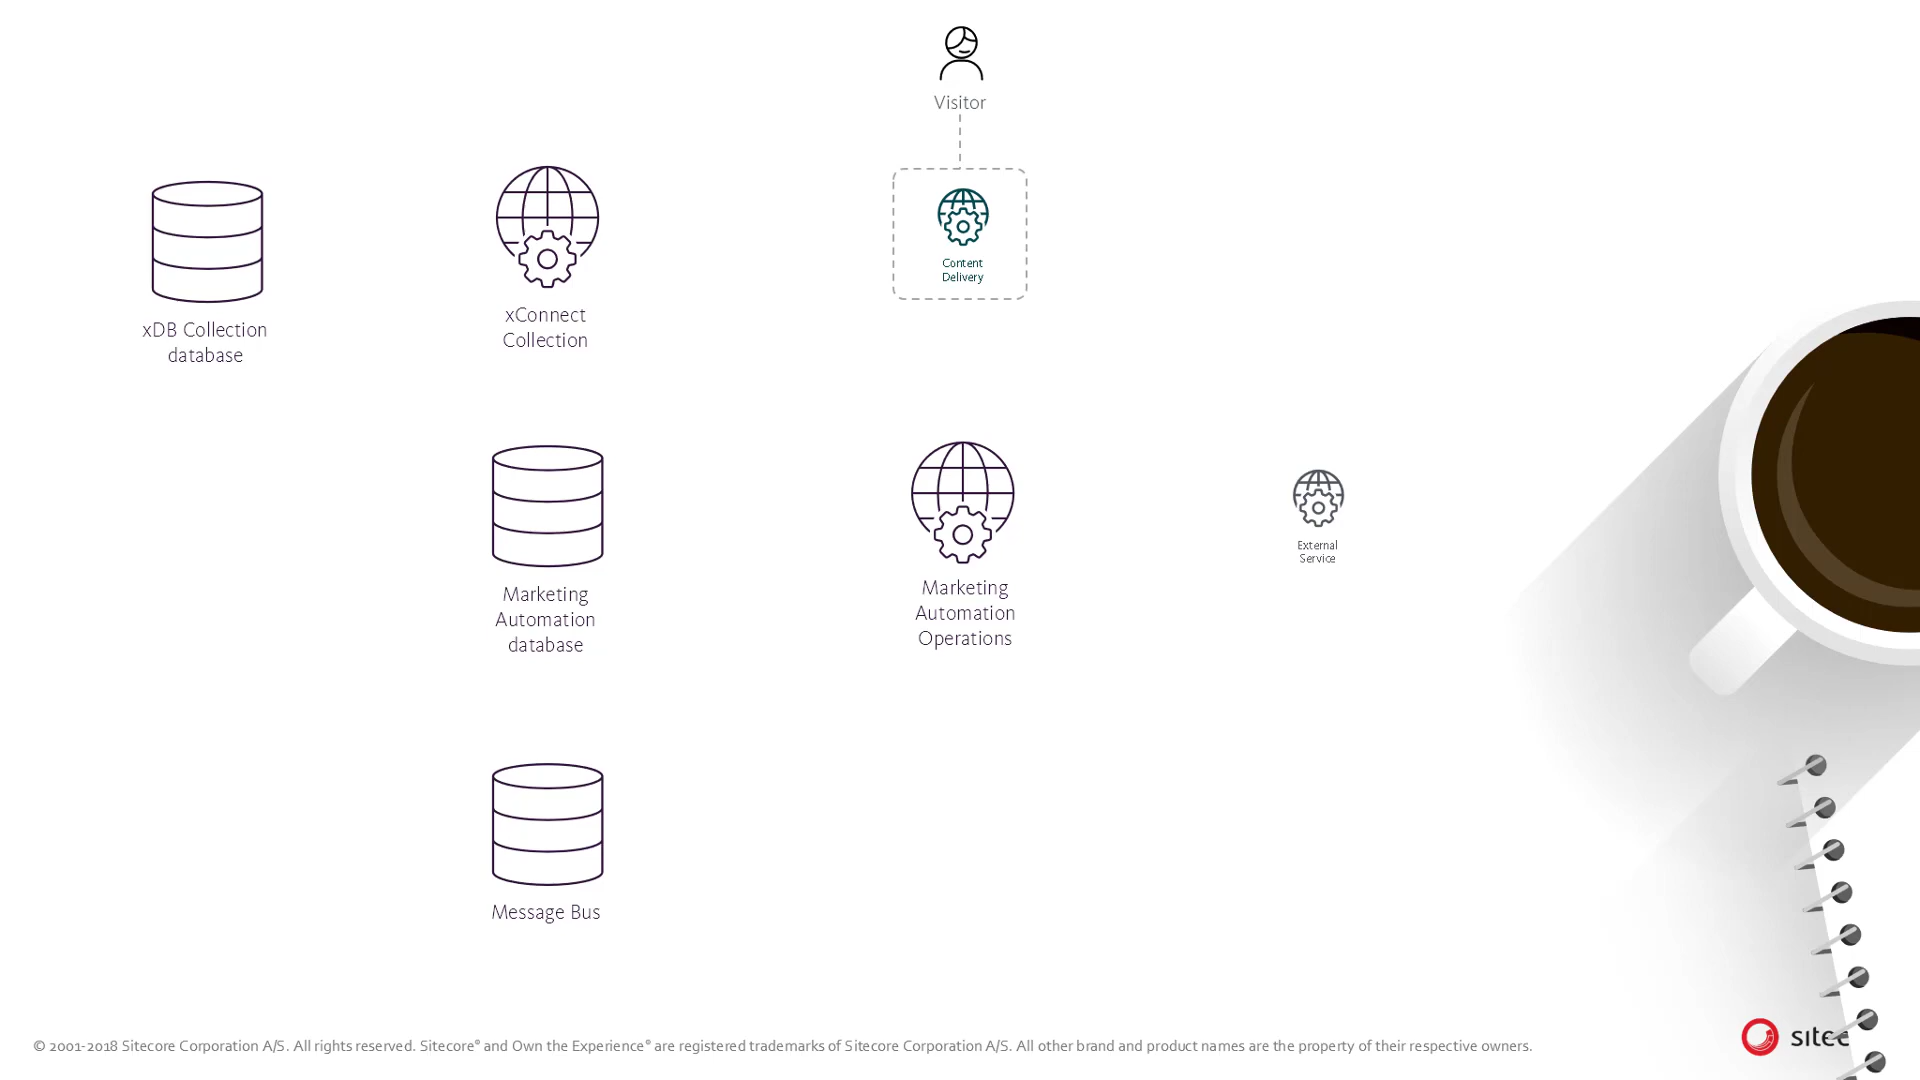 Visitor
Content
Delivery
xDB Collection
database
xConnect
Collection
Marketing
Automation
database
Marketing
Automation
Operations
External
Service
Message Bus
© 2001-2018 Sitecore Corporation A/S. All rights reserved. Sitecore® and Own the Experience® are registered trademarks of Sitecore Corporation A/S. All other brand and product names are the property of their respective owners.
sitec